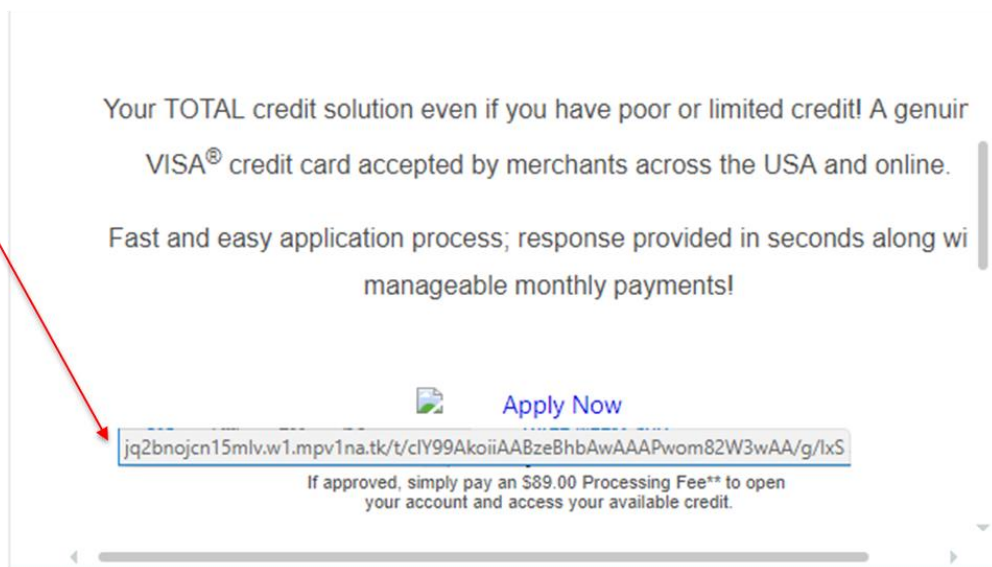 Your TOTAL credit solution even if you have poor or limited credit! A genuir
VISA® credit card accepted by merchants across the USA and online.
Fast and easy application process; response provided in seconds along wi
manageable monthly payments!
Apply Now
jq2bnojcn15mlv.w1.mpv1na.tk/t/clY99AkoiiAABzeBhbAwAAAPwom82W3wAA/g/lxS
If approved, simply pay an $89.00 Processing Fee** to open
your account and access your available credit.